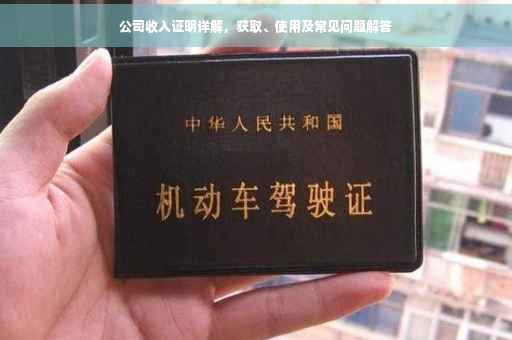 公司收入证明详解，获取、使用及常见问题解答
中华人民共和国
机动车驾驶证